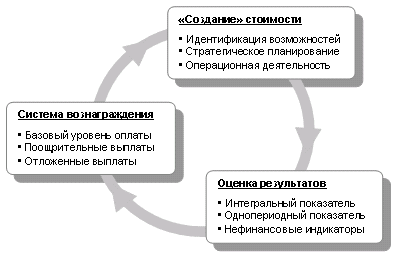 «Создание» стоимости
• Идентификация возможностей
• Стратегическое планирование
• Операционная деятельность
Система вознаграждения
• Базовый уровень оплаты
• Поощрительные выплаты
• Отложенные выплаты
Оценка результатов
• Интегральный показатель
• Однопериодный показатель
• Нефинансовые индикаторы